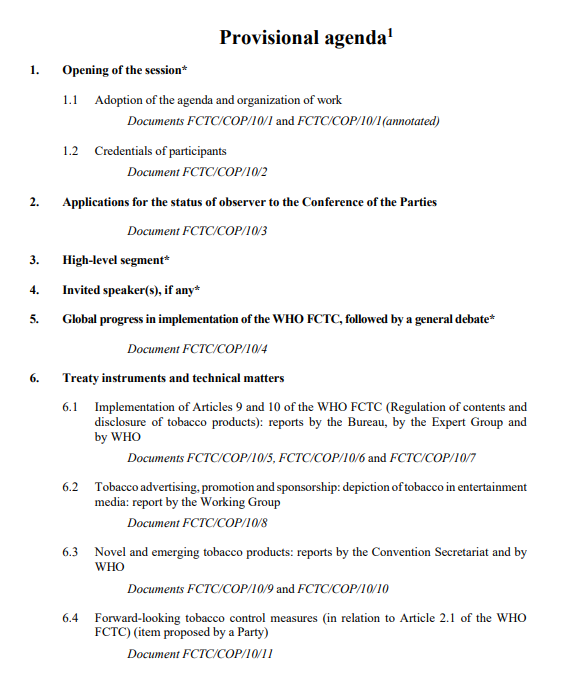 Provisional agenda¹
1. Opening of the session*
1.1 Adoption of the agenda and organization of work
Documents FCTC/COP/10/1 and FCTC/COP/10/1(annotated)
1.2 Credentials of participants
Document FCTC/COP/10/2
2. Applications for the status of observer to the Conference of the Parties
Document FCTC/COP/10/3
3. High-level segment*
4. Invited speaker(s), if any*
5. Global progress in implementation of the WHO FCTC, followed by a general debate*
Document FCTC/COP/10/4
6. Treaty instruments and technical matters
6.1 Implementation of Articles 9 and 10 of the WHO FCTC (Regulation of contents and
disclosure of tobacco products): reports by the Bureau, by the Expert Group and
by WHO
Documents FCTC/COP/10/5, FCTC/COP/10/6 and FCTC/COP/10/7
6.2 Tobacco advertising, promotion and sponsorship: depiction of tobacco in entertainment
media: report by the Working Group
Document FCTC/COP/10/8
6.3 Novel and emerging tobacco products: reports by the Convention Secretariat and by
WHO
Documents FCTC/COP/10/9 and FCTC/COP/10/10
6.4 Forward-looking tobacco control measures (in relation to Article 2.1 of the WHO
FCTC) (item proposed by a Party)
Document FCTC/COP/10/11